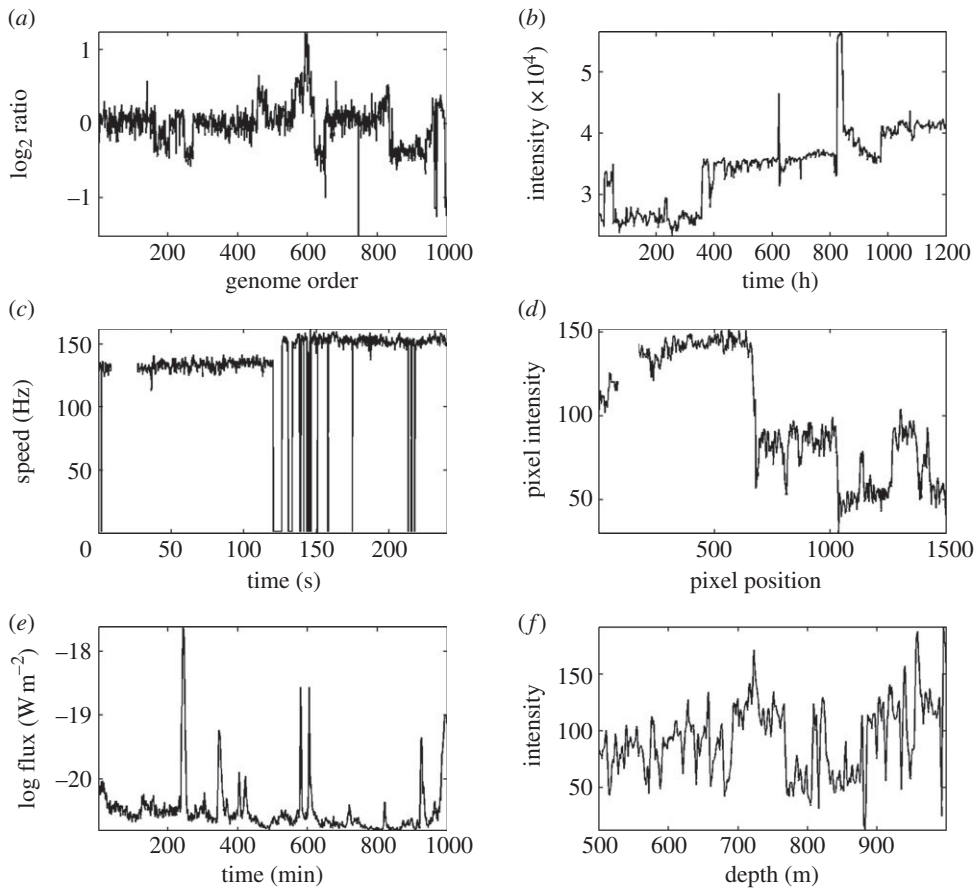 (a)
log₂ ratio
1
0
−1
200 400 600 800 1000
genome order
(b)
intensity (× 10⁴)
5
4
3
200 400 600 800 1000 1200
time (h)
(c)
speed (Hz)
150
100
50
0 50 100 150 200
time (s)
(d)
pixel intensity
150
100
50
500 1000 1500
pixel position
(e)
log flux (W m⁻²)
−18
−19
−20
200 400 600 800 1000
time (min)
(f)
intensity
150
100
50
500 600 700 800 900
depth (m)